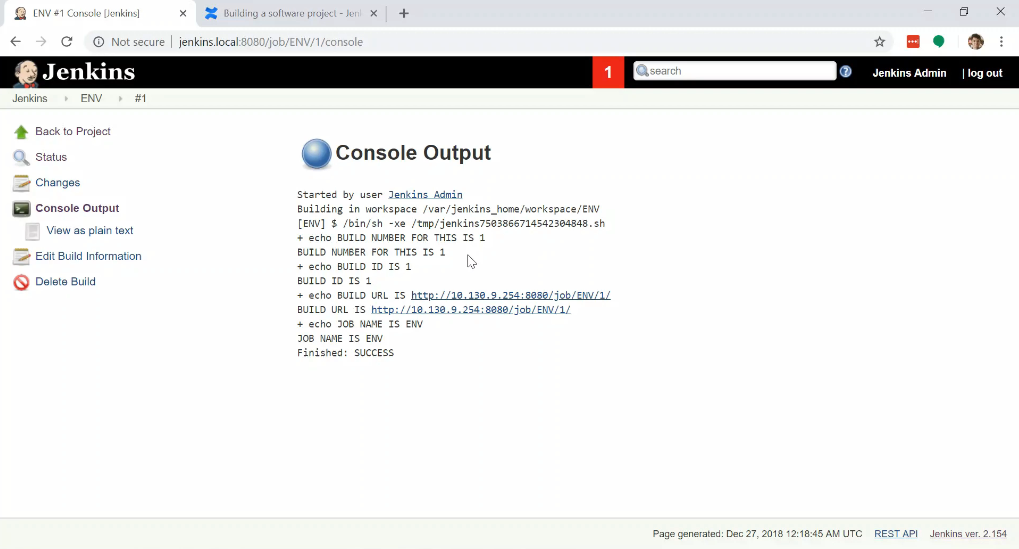 ENV #1 Console [Jenkins]
Building a software project - Jen
Not secure
jenkins.local:8080/job/ENV/1/console
Jenkins
1
search
Jenkins Admin
| log out
Jenkins
ENV
#1
Back to Project
Status
Changes
Console Output
View as plain text
Edit Build Information
Delete Build
Console Output
Started by user Jenkins Admin
Building in workspace /var/jenkins_home/workspace/ENV
[ENV] $ /bin/sh -xe /tmp/jenkins7503866714542304848.sh
+ echo BUILD NUMBER FOR THIS IS 1
BUILD NUMBER FOR THIS IS 1
+ echo BUILD ID IS 1
BUILD ID IS 1
+ echo BUILD URL IS http://10.130.9.254:8080/job/ENV/1/
BUILD URL IS http://10.130.9.254:8080/job/ENV/1/
+ echo JOB NAME IS ENV
JOB NAME IS ENV
Finished: SUCCESS
Page generated: Dec 27, 2018 12:18:45 AM UTC
REST API
Jenkins ver. 2.154